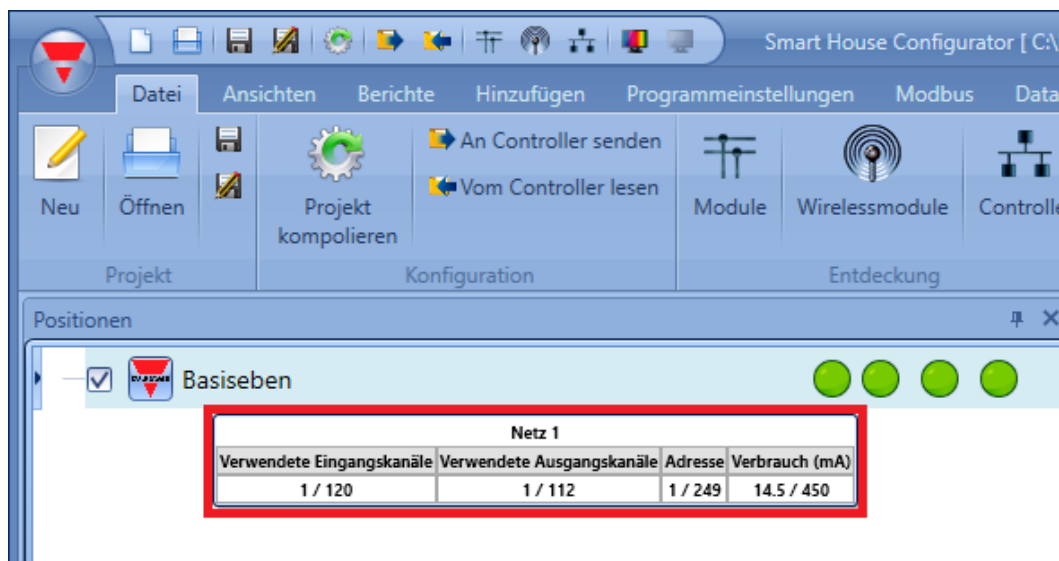 Smart House Configurator [ C:\
Datei Ansichten Berichte Hinzufügen Programmeinstellungen Modbus Data
An Controller senden
Vom Controller lesen
Neu Öffnen Projekt kompolieren Module Wirelessmodule Controlle
Projekt Konfiguration Entdeckung
Positionen
Basiseben
Netz 1
Verwendete Eingangskanäle Verwendete Ausgangskanäle Adresse Verbrauch (mA)
1 / 120 1 / 112 1 / 249 14.5 / 450